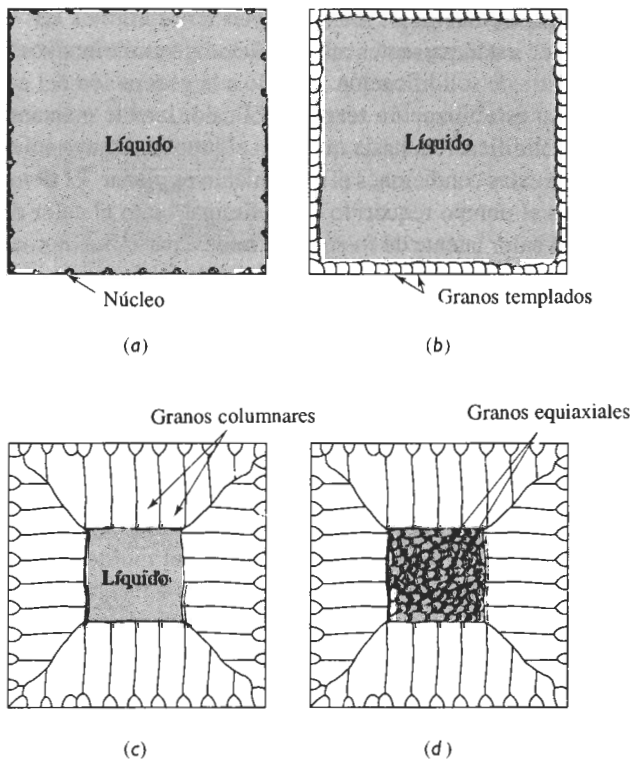 Líquido
Líquido
Núcleo
Granos templados
(a)
(b)
Granos columnares
Granos equiaxiales
Líquido
(c)
(d)